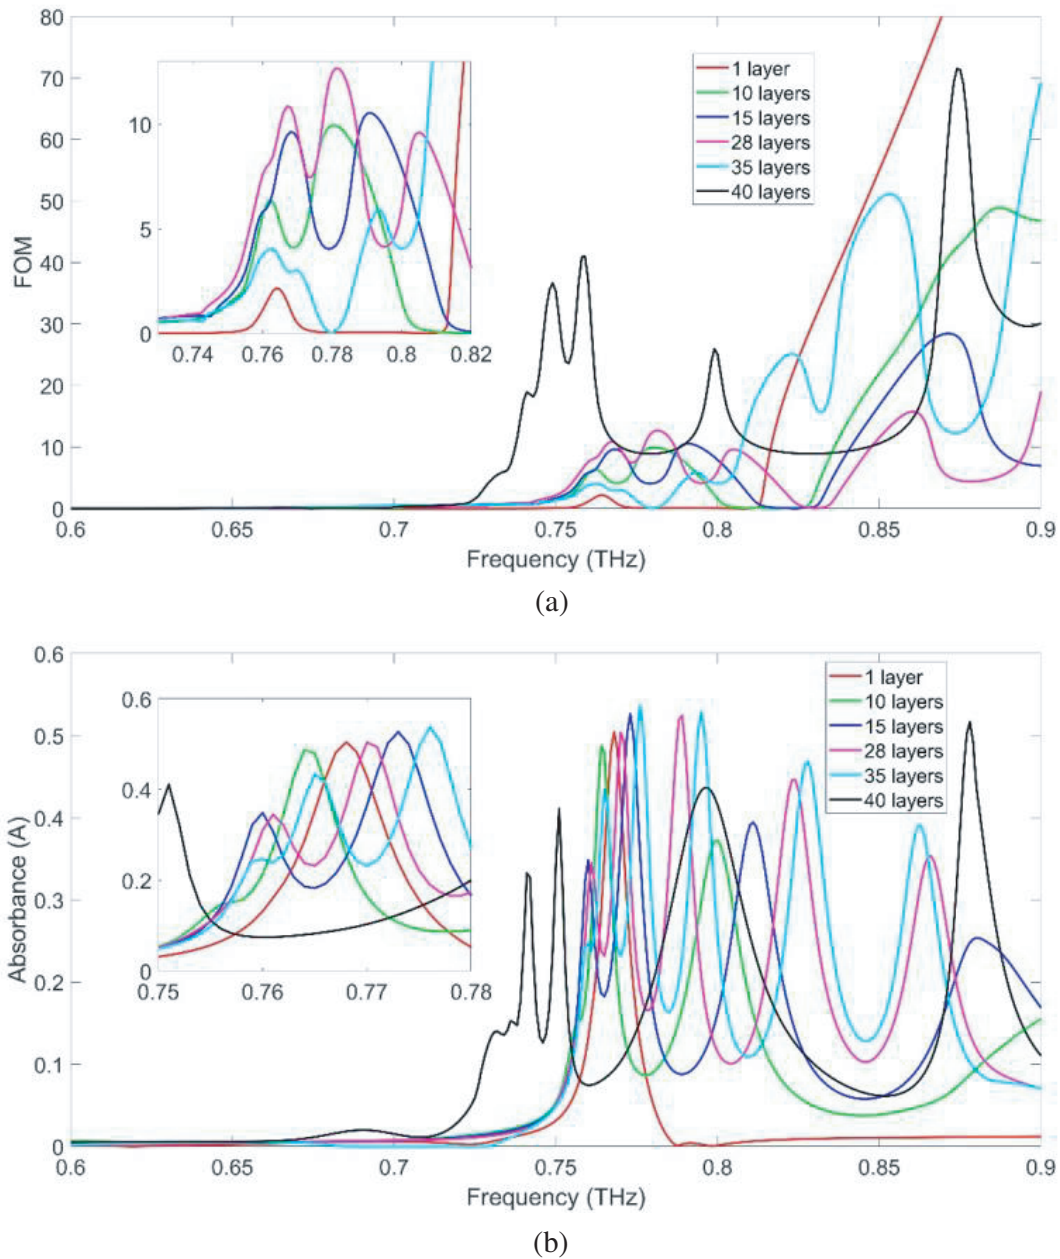 80
70
60
50
40
30
20
10
0
FOM
10
5
0
0.74 0.76 0.78 0.8 0.82
1 layer
10 layers
15 layers
28 layers
35 layers
40 layers
0.6 0.65 0.7 0.75 0.8 0.85 0.9
Frequency (THz)
(a)
0.6
0.5
0.4
0.3
0.2
0.1
0
Absorbance (A)
0.6
0.4
0.2
0
0.75 0.76 0.77 0.78
1 layer
10 layers
15 layers
28 layers
35 layers
40 layers
0.6 0.65 0.7 0.75 0.8 0.85 0.9
Frequency (THz)
(b)